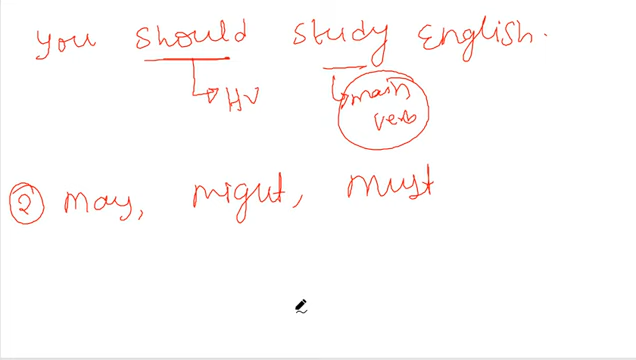 You should study English.
HV
main
verb
② May, might, must